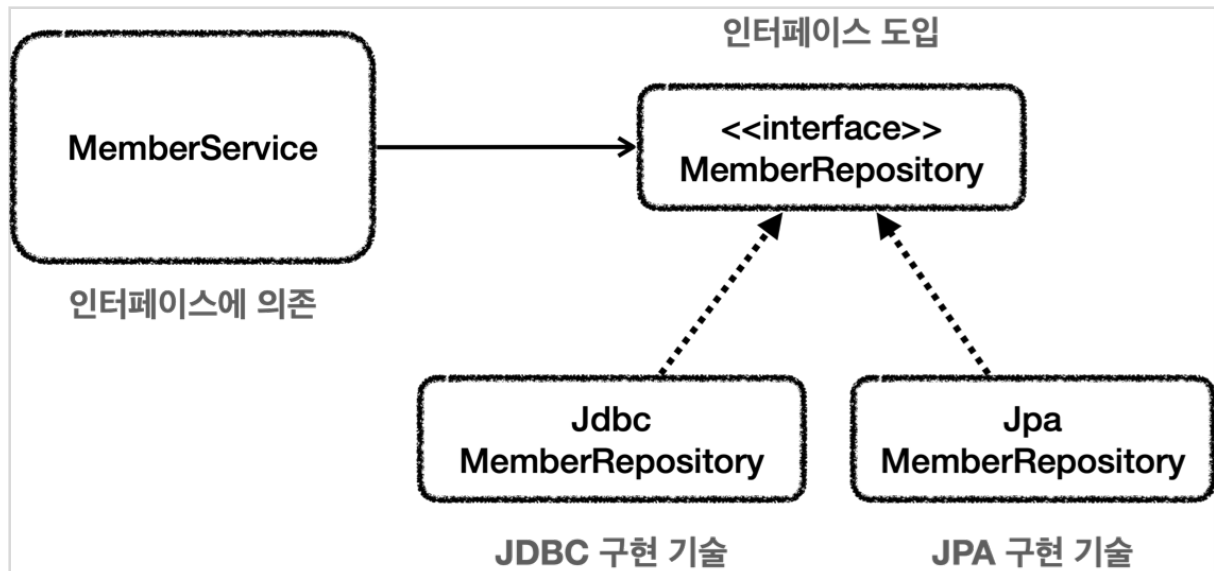 인터페이스 도입
MemberService
<<interface>>
MemberRepository
인터페이스에 의존
Jdbc
MemberRepository
Jpa
MemberRepository
JDBC 구현 기술
JPA 구현 기술